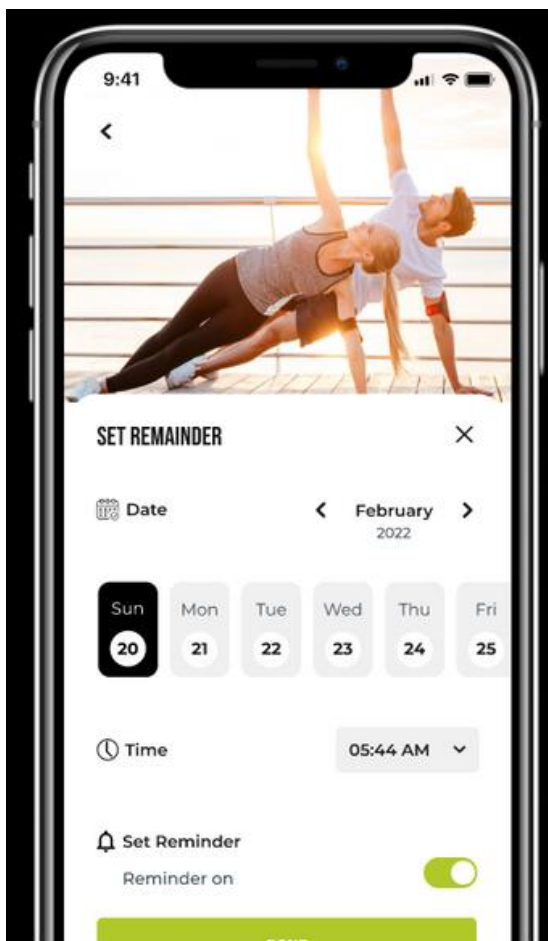 9:41
SET REMAINDER
Date
February
2022
Sun Mon Tue Wed Thu Fri
20 21 22 23 24 25
Time
05:44 AM
Set Reminder
Reminder on